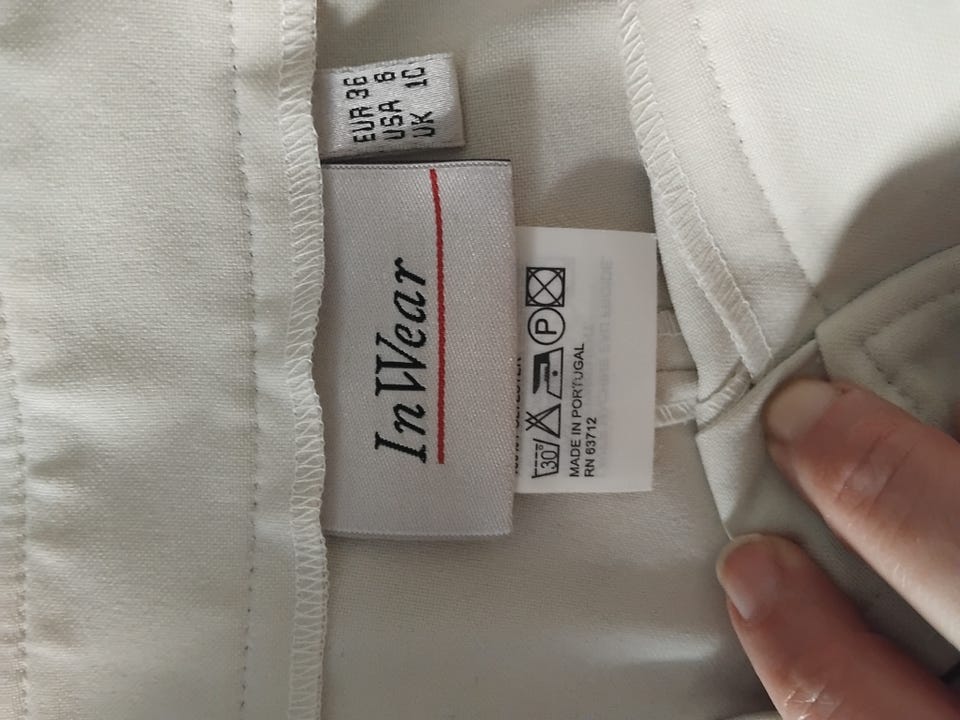 EUR 36
USA 6
UK 10
InWear
30°
P
MADE IN PORTUGAL
RN 63712